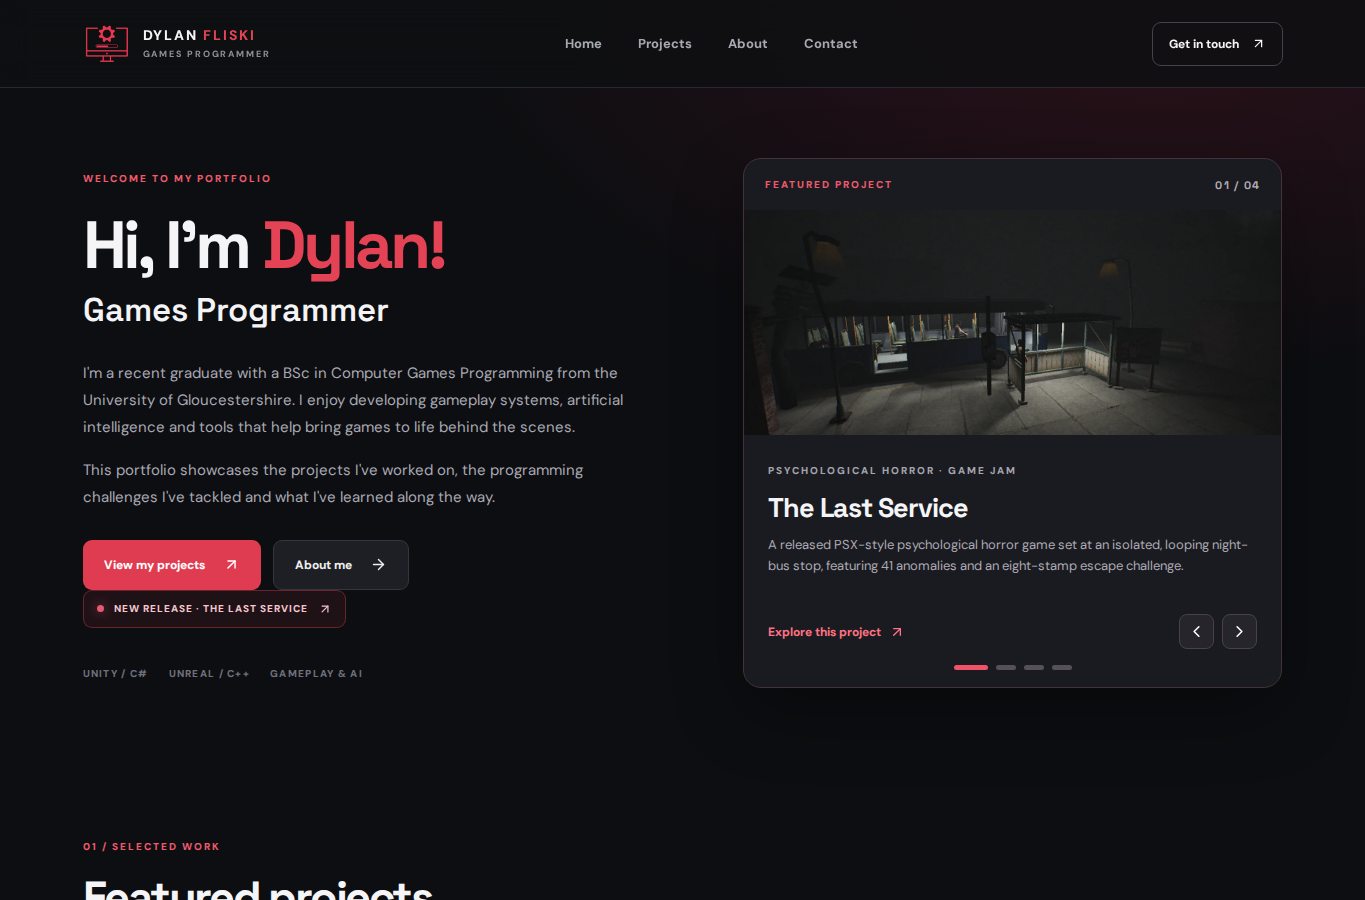 DYLAN FLISKI
GAMES PROGRAMMER
Home
Projects
About
Contact
Get in touch
WELCOME TO MY PORTFOLIO
Hi, I'm Dylan!
Games Programmer
I'm a recent graduate with a BSc in Computer Games Programming from the
University of Gloucestershire. I enjoy developing gameplay systems, artificial
intelligence and tools that help bring games to life behind the scenes.
This portfolio showcases the projects I've worked on, the programming
challenges I've tackled and what I've learned along the way.
View my projects
About me
NEW RELEASE · THE LAST SERVICE
UNITY / C#
UNREAL / C++
GAMEPLAY & AI
FEATURED PROJECT
01 / 04
PSYCHOLOGICAL HORROR · GAME JAM
The Last Service
A released PSX-style psychological horror game set at an isolated, looping night-
bus stop, featuring 41 anomalies and an eight-stamp escape challenge.
Explore this project
01 / SELECTED WORK
Featured projects